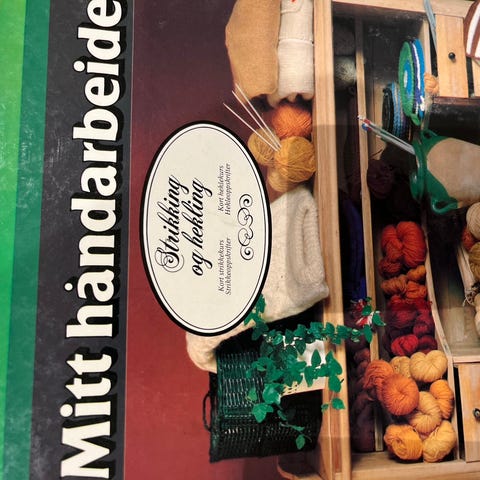 Mitt håndarbeide
Strikking
og hekling
Kort strikkekurs
Strikkeoppskrifter
Kort heklekurs
Hekleoppskrifter